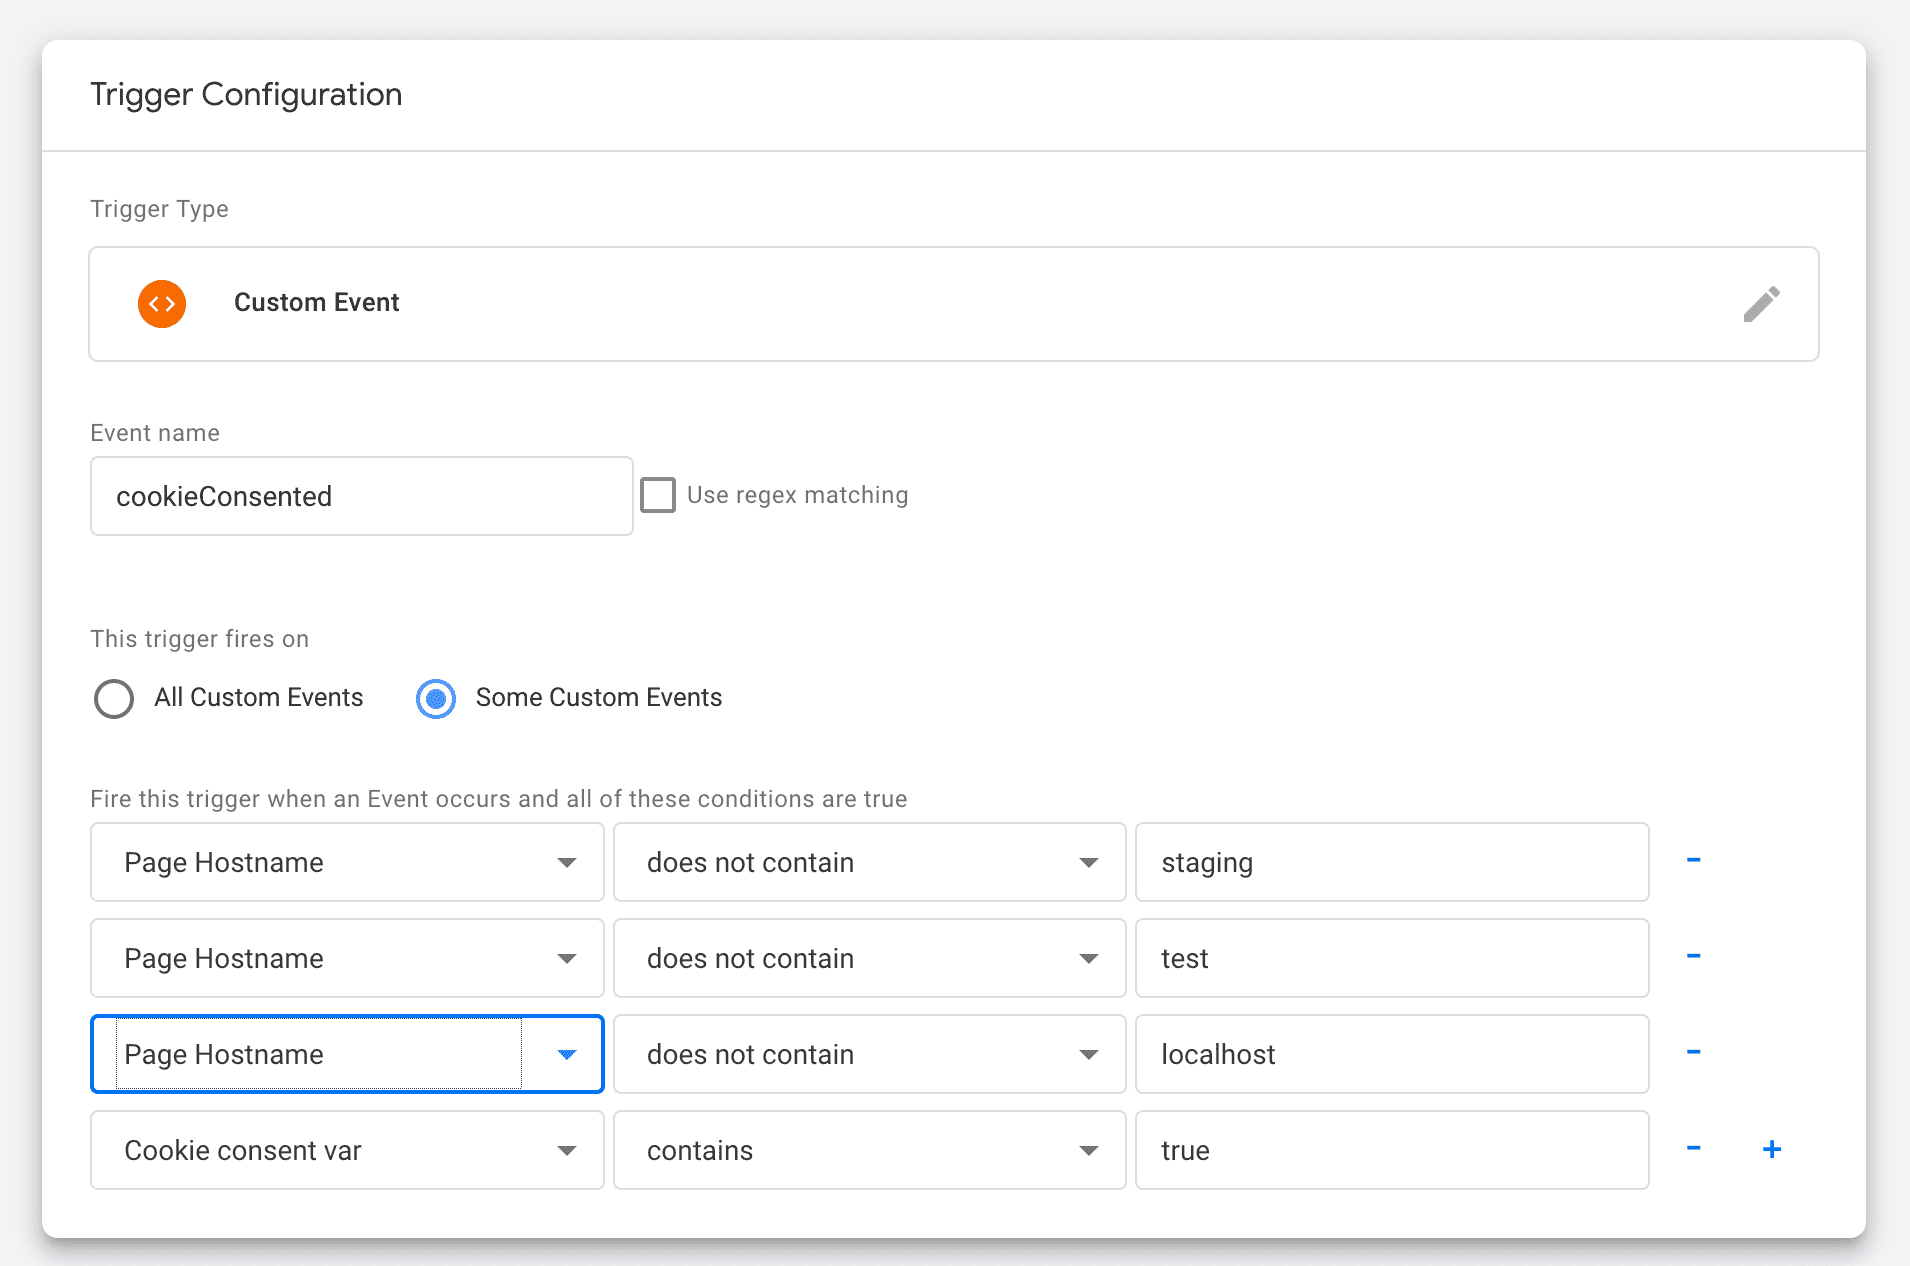 Trigger Configuration
Trigger Type
Custom Event
Event name
cookieConsented
Use regex matching
This trigger fires on
All Custom Events Some Custom Events
Fire this trigger when an Event occurs and all of these conditions are true
Page Hostname does not contain staging -
Page Hostname does not contain test -
Page Hostname does not contain localhost -
Cookie consent var contains true - +